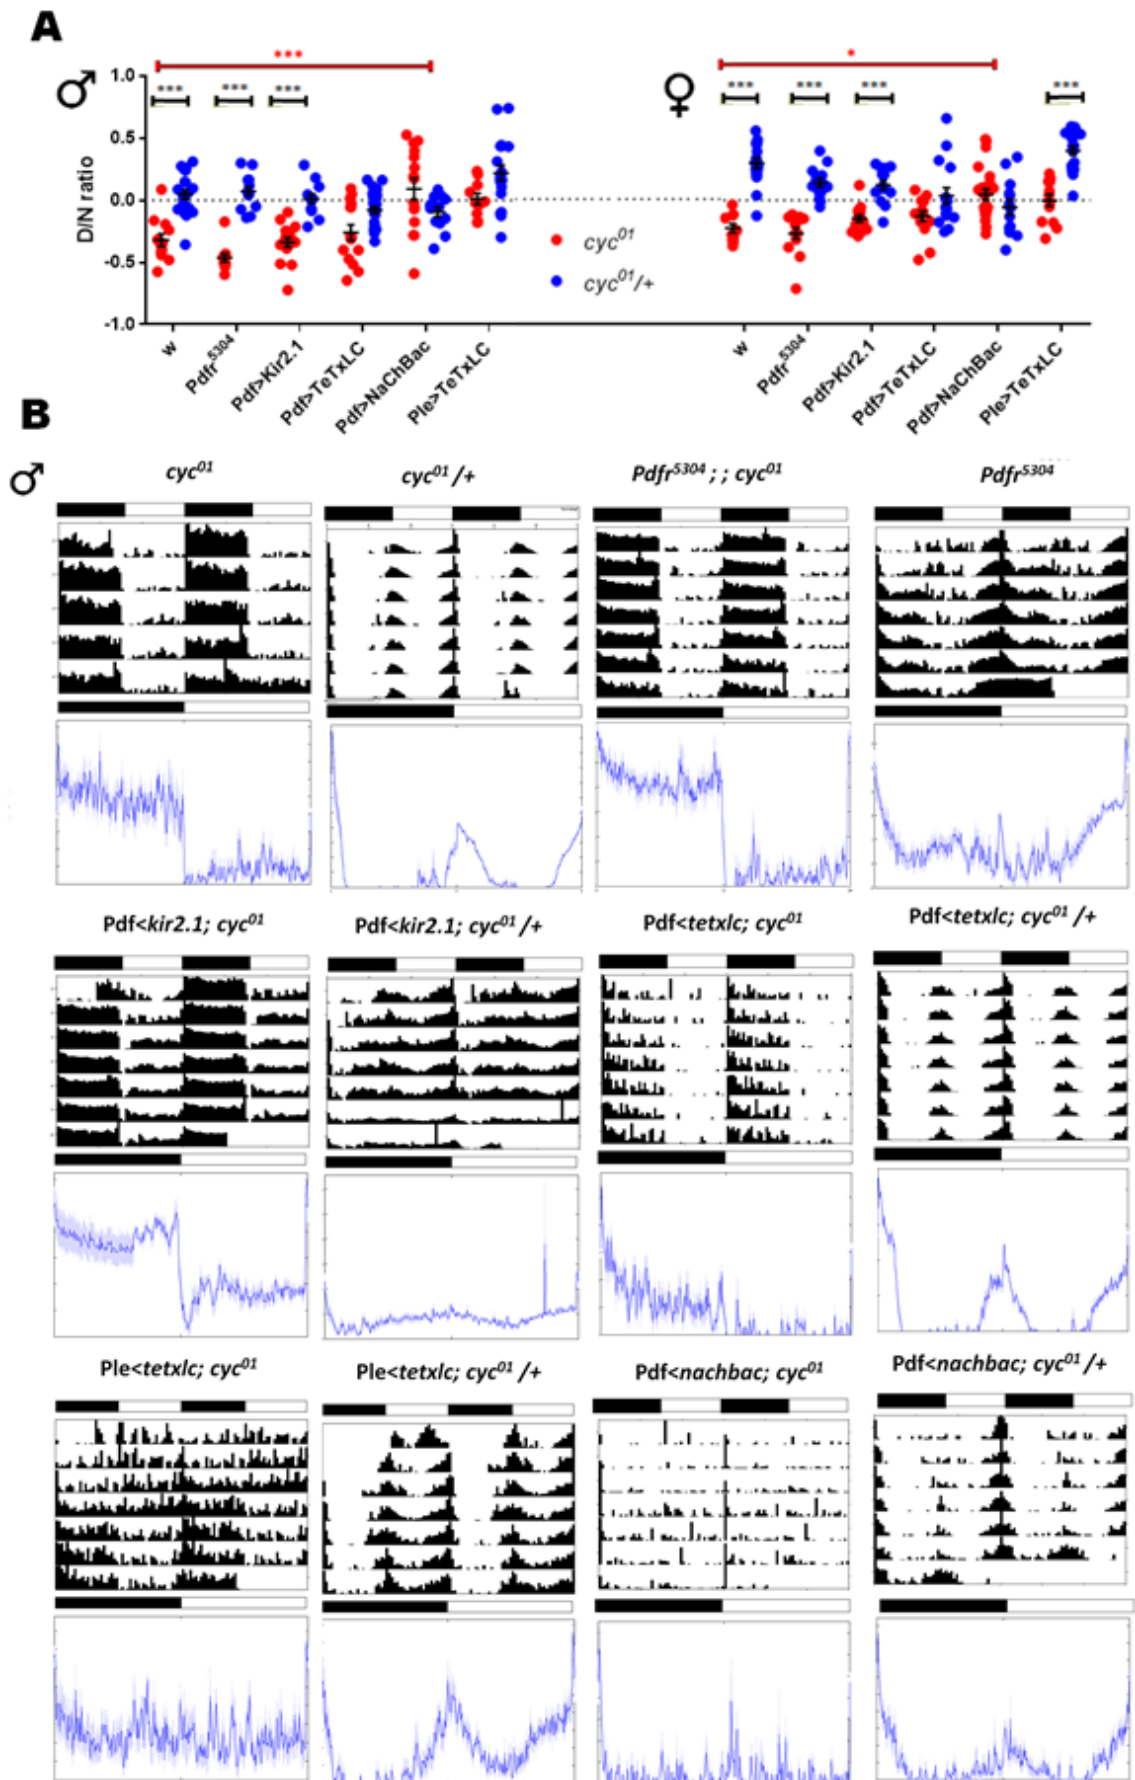 A
***
*
♂
♀
1.0
0.5
0.0
-0.5
-1.0
D/N ratio
*** *** ***
*** *** *** ***
cyc⁰¹
cyc⁰¹/+
w
Pdfr⁵³⁰⁴
Pdf>Kir2.1
Pdf>TeTxLC
Pdf>NaChBac
Ple>TeTxLC
w
Pdfr⁵³⁰⁴
Pdf>Kir2.1
Pdf>TeTxLC
Pdf>NaChBac
Ple>TeTxLC
B
♂
cyc⁰¹
cyc⁰¹/+
Pdfr⁵³⁰⁴ ; ; cyc⁰¹
Pdfr⁵³⁰⁴
Pdf<kir2.1; cyc⁰¹
Pdf<kir2.1; cyc⁰¹/+
Pdf<tetxlc; cyc⁰¹
Pdf<tetxlc; cyc⁰¹/+
Ple<tetxlc; cyc⁰¹
Ple<tetxlc; cyc⁰¹/+
Pdf<nachbac; cyc⁰¹
Pdf<nachbac; cyc⁰¹/+